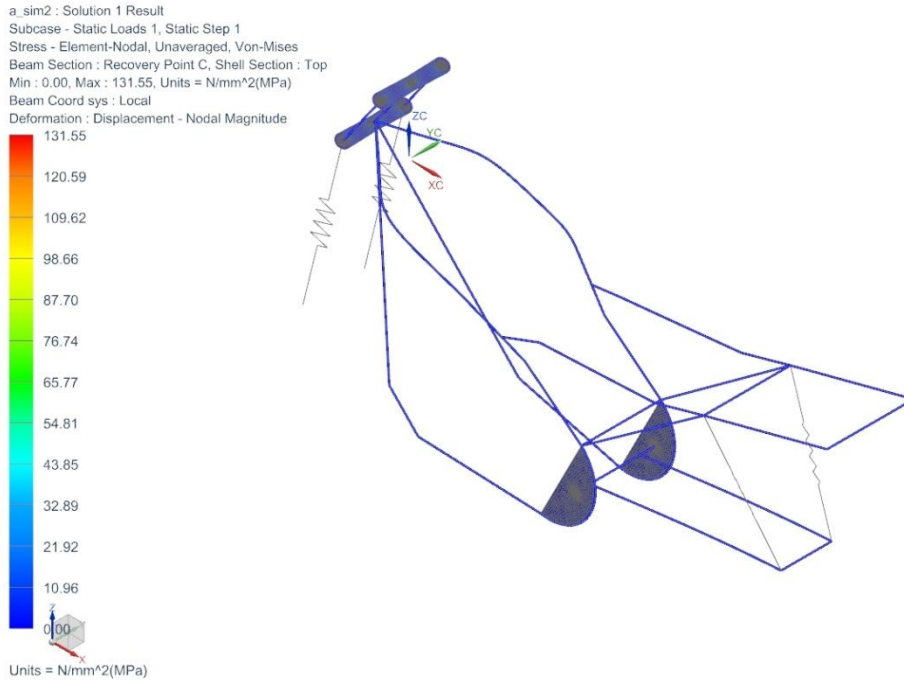 a_sim2 : Solution 1 Result
Subcase - Static Loads 1, Static Step 1
Stress - Element-Nodal, Unaveraged, Von-Mises
Beam Section : Recovery Point C, Shell Section : Top
Min : 0.00, Max : 131.55, Units = N/mm^2(MPa)
Beam Coord sys : Local
Deformation : Displacement - Nodal Magnitude
131.55
120.59
109.62
98.66
87.70
76.74
65.77
54.81
43.85
32.89
21.92
10.96
0.00
Units = N/mm^2(MPa)
ZC
YC
XC
Z
X